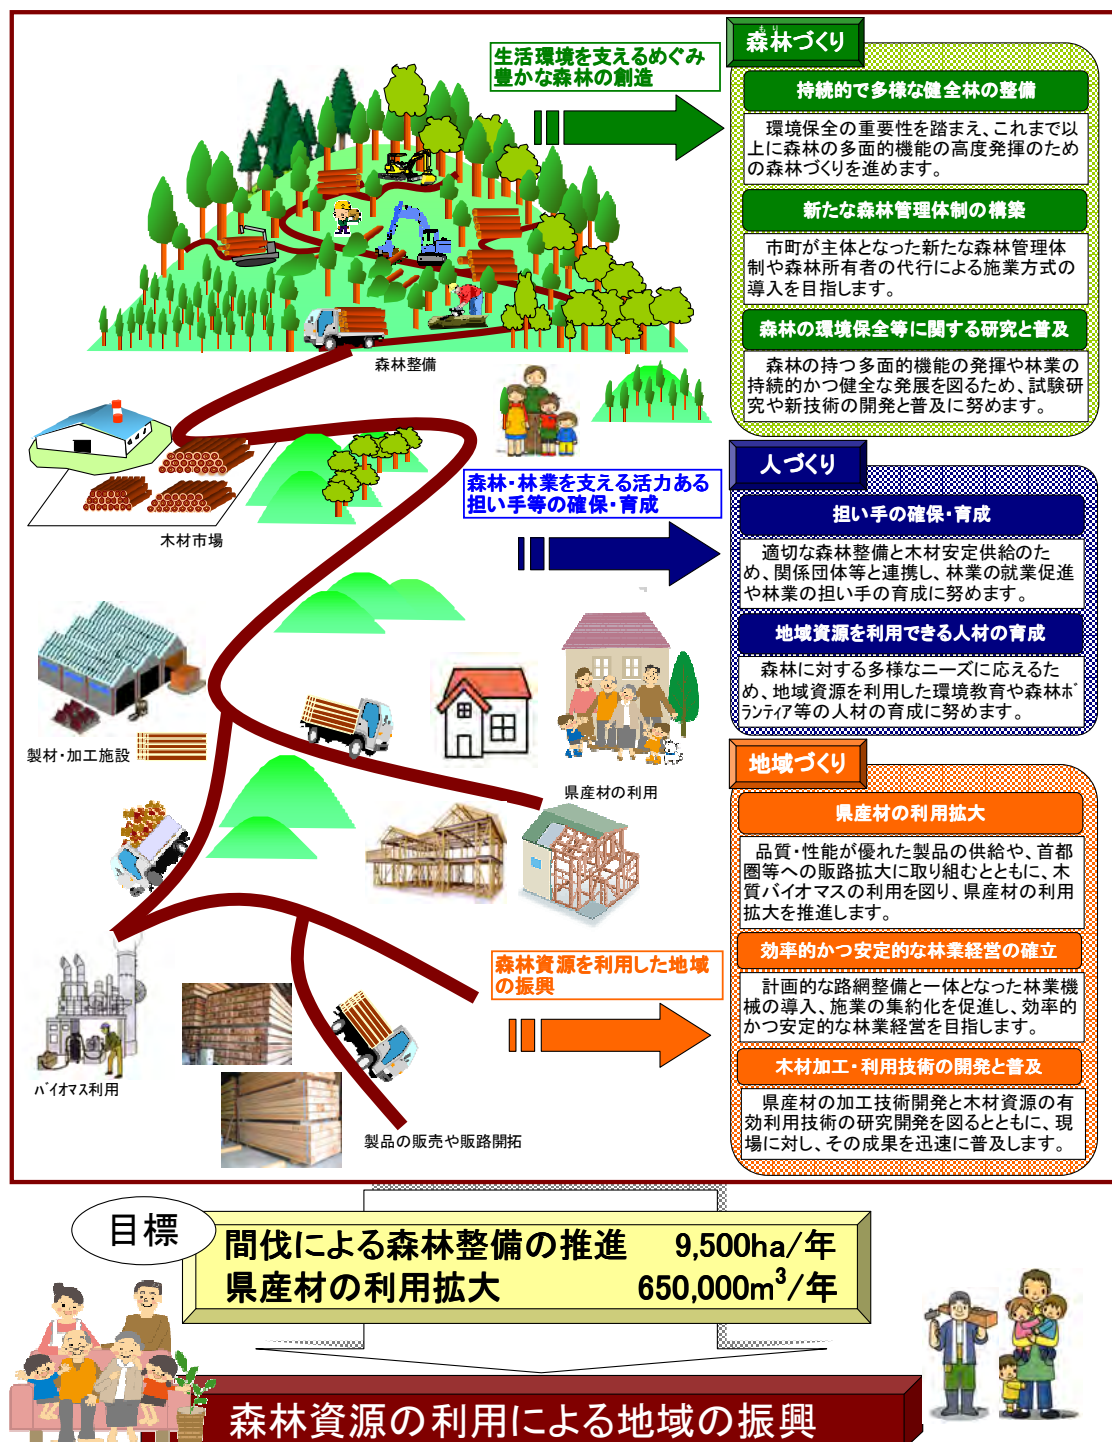 生活環境を支えるめぐみ
豊かな森林の創造
森林づくり
もり
持続的で多様な健全林の整備
環境保全の重要性を踏まえ、これまで以
上に森林の多面的機能の高度発揮のため
の森林づくりを進めます。
新たな森林管理体制の構築
市町が主体となった新たな森林管理体
制や森林所有者の代行による施業方式の
導入を目指します。
森林の環境保全等に関する研究と普及
森林の持つ多面的機能の発揮や林業の
持続的かつ健全な発展を図るため、試験研
究や新技術の開発と普及に努めます。
森林整備
木材市場
森林・林業を支える活力ある
担い手等の確保・育成
人づくり
担い手の確保・育成
適切な森林整備と木材安定供給のた
め、関係団体等と連携し、林業の就業促進
や林業の担い手の育成に努めます。
地域資源を利用できる人材の育成
森林に対する多様なニーズに応えるた
め、地域資源を利用した環境教育や森林ボ
ランティア等の人材の育成に努めます。
製材・加工施設
県産材の利用
地域づくり
県産材の利用拡大
品質・性能が優れた製品の供給や、首都
圏等への販路拡大に取り組むとともに、木
質バイオマスの利用を図り、県産材の利用
拡大を推進します。
森林資源を利用した地域
の振興
効率的かつ安定的な林業経営の確立
計画的な路網整備と一体となった林業機
械の導入、施業の集約化を促進し、効率的
かつ安定的な林業経営を目指します。
木材加工・利用技術の開発と普及
県産材の加工技術開発と木材資源の有
効利用技術の研究開発を図るとともに、現
場に対し、その成果を迅速に普及します。
バイオマス利用
製品の販売や販路開拓
目標
間伐による森林整備の推進 9,500ha/年
県産材の利用拡大 650,000m³/年
森林資源の利用による地域の振興